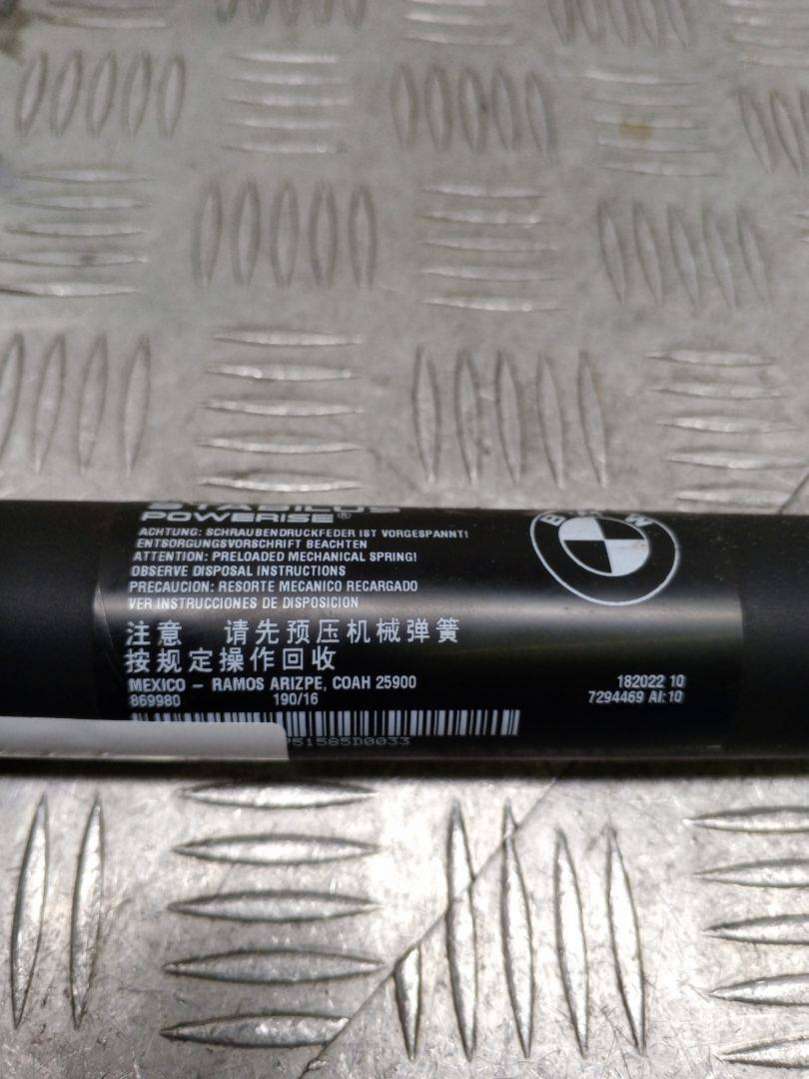 STABILUS
POWERISE®
ACHTUNG: SCHRAUBENDRUCKFEDER IST VORGESPANNT!
ENTSORGUNGSVORSCHRIFT BEACHTEN
ATTENTION: PRELOADED MECHANICAL SPRING!
OBSERVE DISPOSAL INSTRUCTIONS
PRECAUCION: RESORTE MECANICO RECARGADO
VER INSTRUCCIONES DE DISPOSICION
注意 请先预压机械弹簧
按规定操作回收
MEXICO – RAMOS ARIZPE, COAH 25900
869980 190/16
BMW
182022 10
7294469 AI:10